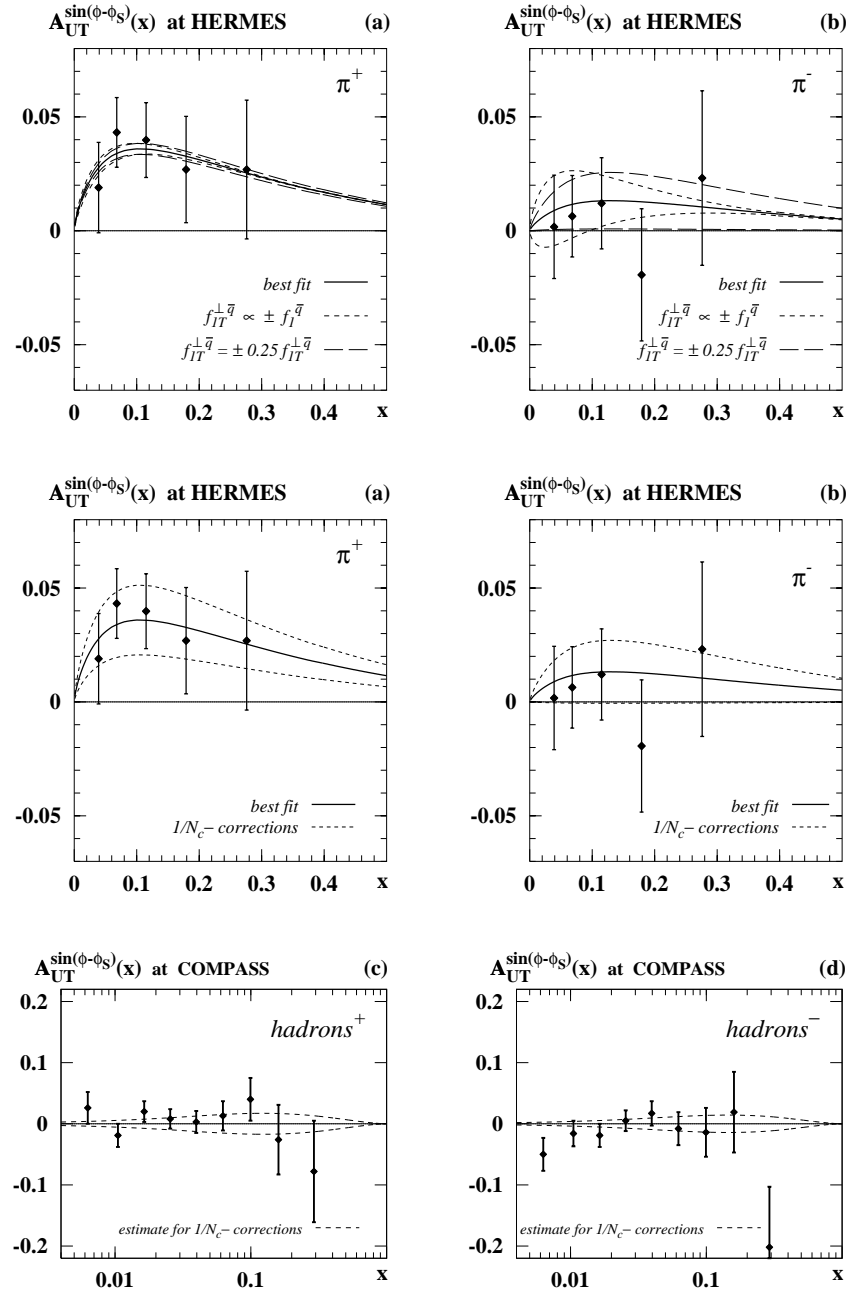 A_UT^sin(ϕ-ϕ_S)(x) at HERMES (a)
π+
0.05
0
-0.05
best fit
f_1T^⊥q̅ ∝ ± f_1^q̅
f_1T^⊥q̅ = ± 0.25 f_1T^⊥q̅
0 0.1 0.2 0.3 0.4 x
A_UT^sin(ϕ-ϕ_S)(x) at HERMES (b)
π-
0.05
0
-0.05
best fit
f_1T^⊥q̅ ∝ ± f_1^q̅
f_1T^⊥q̅ = ± 0.25 f_1T^⊥q̅
0 0.1 0.2 0.3 0.4 x
A_UT^sin(ϕ-ϕ_S)(x) at HERMES (a)
π+
0.05
0
-0.05
best fit
1/N_c– corrections
0 0.1 0.2 0.3 0.4 x
A_UT^sin(ϕ-ϕ_S)(x) at HERMES (b)
π-
0.05
0
-0.05
best fit
1/N_c– corrections
0 0.1 0.2 0.3 0.4 x
A_UT^sin(ϕ-ϕ_S)(x) at COMPASS (c)
hadrons+
0.2
0.1
0
-0.1
-0.2
estimate for 1/N_c– corrections
0.01 0.1 x
A_UT^sin(ϕ-ϕ_S)(x) at COMPASS (d)
hadrons–
0.2
0.1
0
-0.1
-0.2
estimate for 1/N_c– corrections
0.01 0.1 x